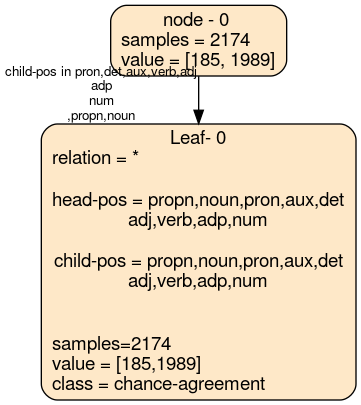 node - 0
samples = 2174
value = [185, 1989]
child-pos in pron,det,aux,verb,adj
adp
num
,propn,noun
Leaf- 0
relation = *
head-pos = propn,noun,pron,aux,det
adj,verb,adp,num
child-pos = propn,noun,pron,aux,det
adj,verb,adp,num
samples=2174
value = [185,1989]
class = chance-agreement